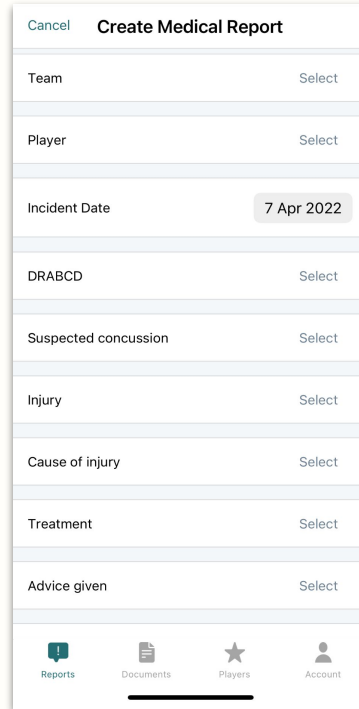 Cancel Create Medical Report
Team Select
Player Select
Incident Date 7 Apr 2022
DRABCD Select
Suspected concussion Select
Injury Select
Cause of injury Select
Treatment Select
Advice given Select
Reports Documents Players Account